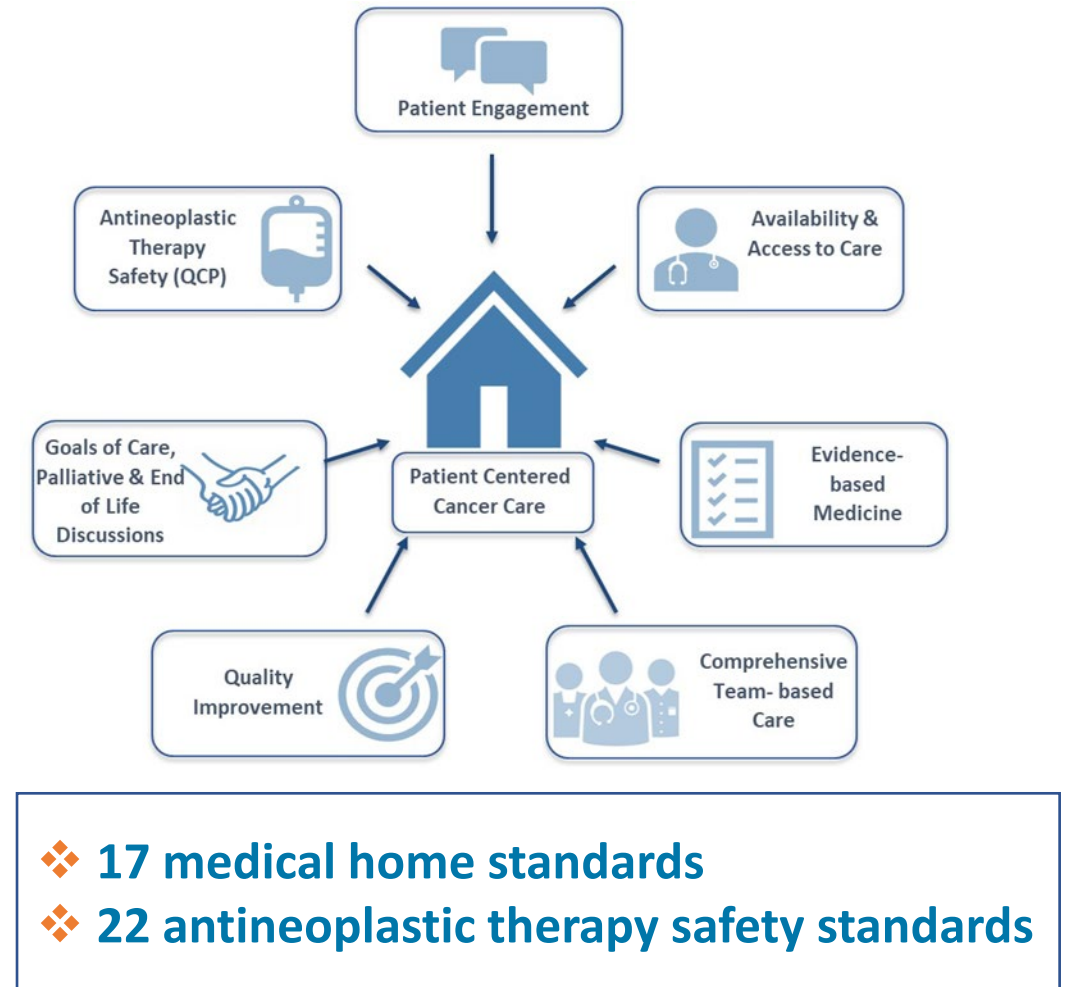 Patient Engagement
Antineoplastic
Therapy
Safety (QCP)
Availability &
Access to Care
Goals of Care,
Palliative & End
of Life
Discussions
Patient Centered
Cancer Care
Evidence-
based
Medicine
Quality
Improvement
Comprehensive
Team- based
Care
❖ 17 medical home standards
❖ 22 antineoplastic therapy safety standards